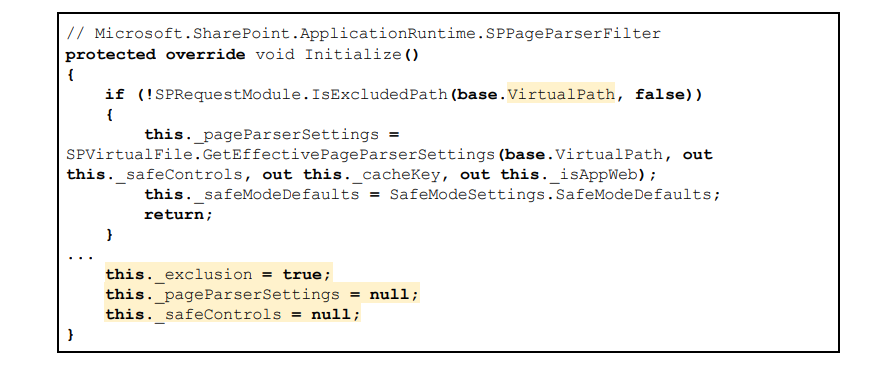 // Microsoft.SharePoint.ApplicationRuntime.SPPageParserFilter
protected override void Initialize()
{
    if (!SPRequestModule.IsExcludedPath(base.VirtualPath, false))
    {
        this._pageParserSettings =
SPVirtualFile.GetEffectivePageParserSettings(base.VirtualPath, out
this._safeControls, out this._cacheKey, out this._isAppWeb);
        this._safeModeDefaults = SafeModeSettings.SafeModeDefaults;
        return;
    }
...
    this._exclusion = true;
    this._pageParserSettings = null;
    this._safeControls = null;
}